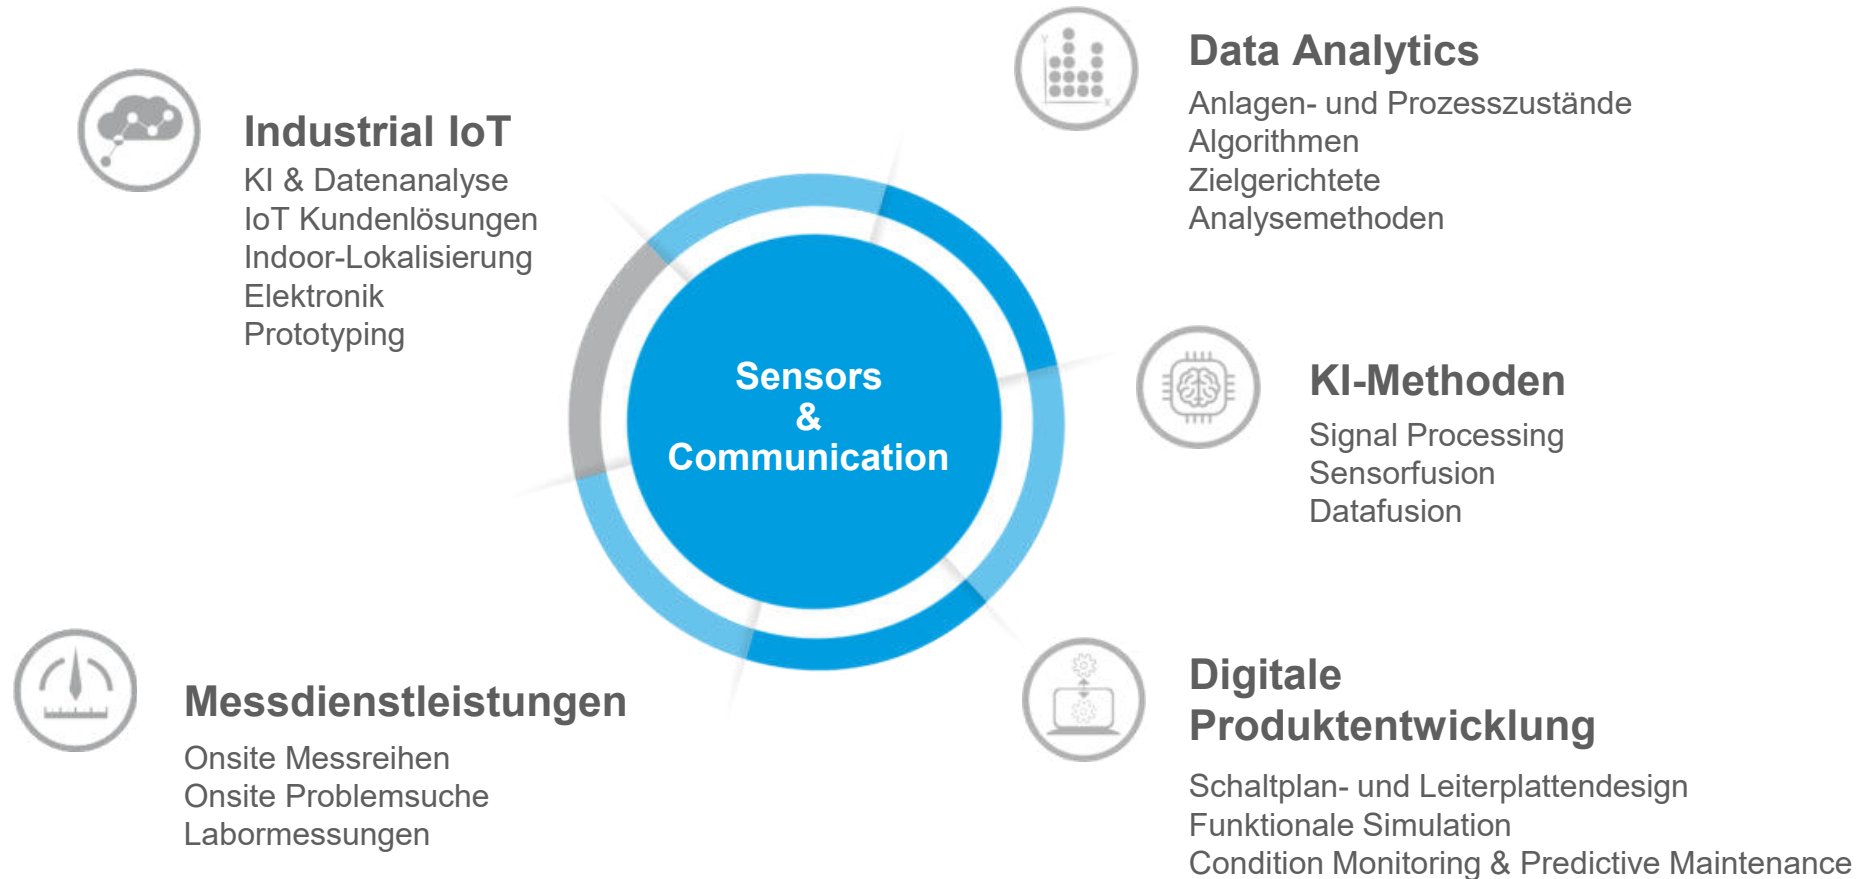 Industrial IoT
KI & Datenanalyse
IoT Kundenlösungen
Indoor-Lokalisierung
Elektronik
Prototyping
Data Analytics
Anlagen- und Prozesszustände
Algorithmen
Zielgerichtete
Analysemethoden
Sensors
&
Communication
KI-Methoden
Signal Processing
Sensorfusion
Datafusion
Messdienstleistungen
Onsite Messreihen
Onsite Problemsuche
Labormessungen
Digitale
Produktentwicklung
Schaltplan- und Leiterplattendesign
Funktionale Simulation
Condition Monitoring & Predictive Maintenance
Y
X